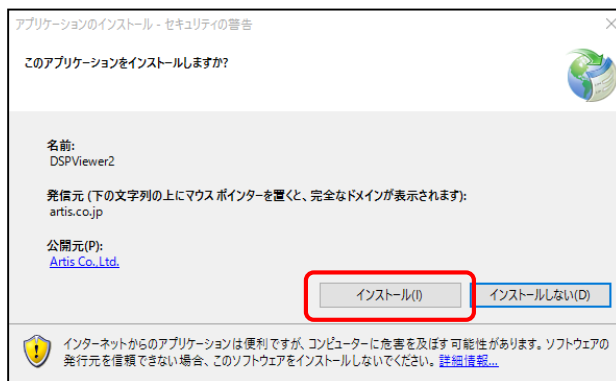 アプリケーションのインストール - セキュリティの警告
このアプリケーションをインストールしますか?
名前:
DSPViewer2
発信元 (下の文字列の上にマウス ポインターを置くと、完全なドメインが表示されます):
artis.co.jp
公開元(P):
Artis Co.,Ltd.
インストール(I) インストールしない(D)
インターネットからのアプリケーションは便利ですが、コンピューターに危害を及ぼす可能性があります。ソフトウェアの
発行元を信頼できない場合、このソフトウェアをインストールしないでください。詳細情報...